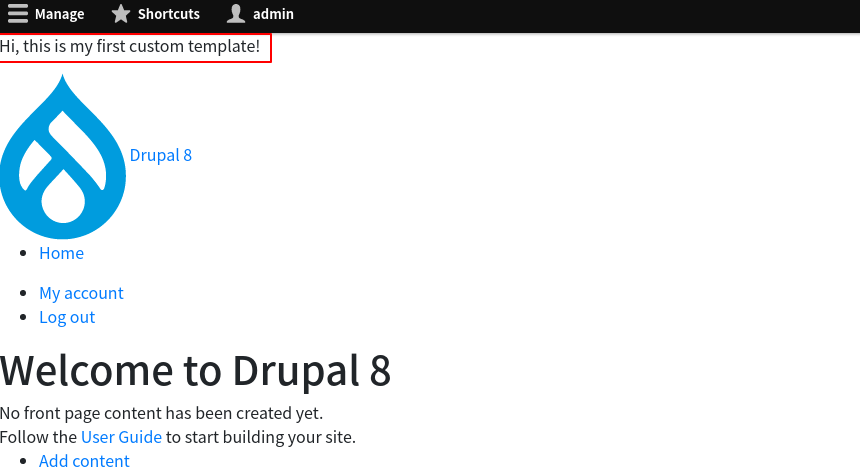 Manage Shortcuts admin
Hi, this is my first custom template!
Drupal 8
Home
My account
Log out
Welcome to Drupal 8
No front page content has been created yet.
Follow the User Guide to start building your site.
Add content